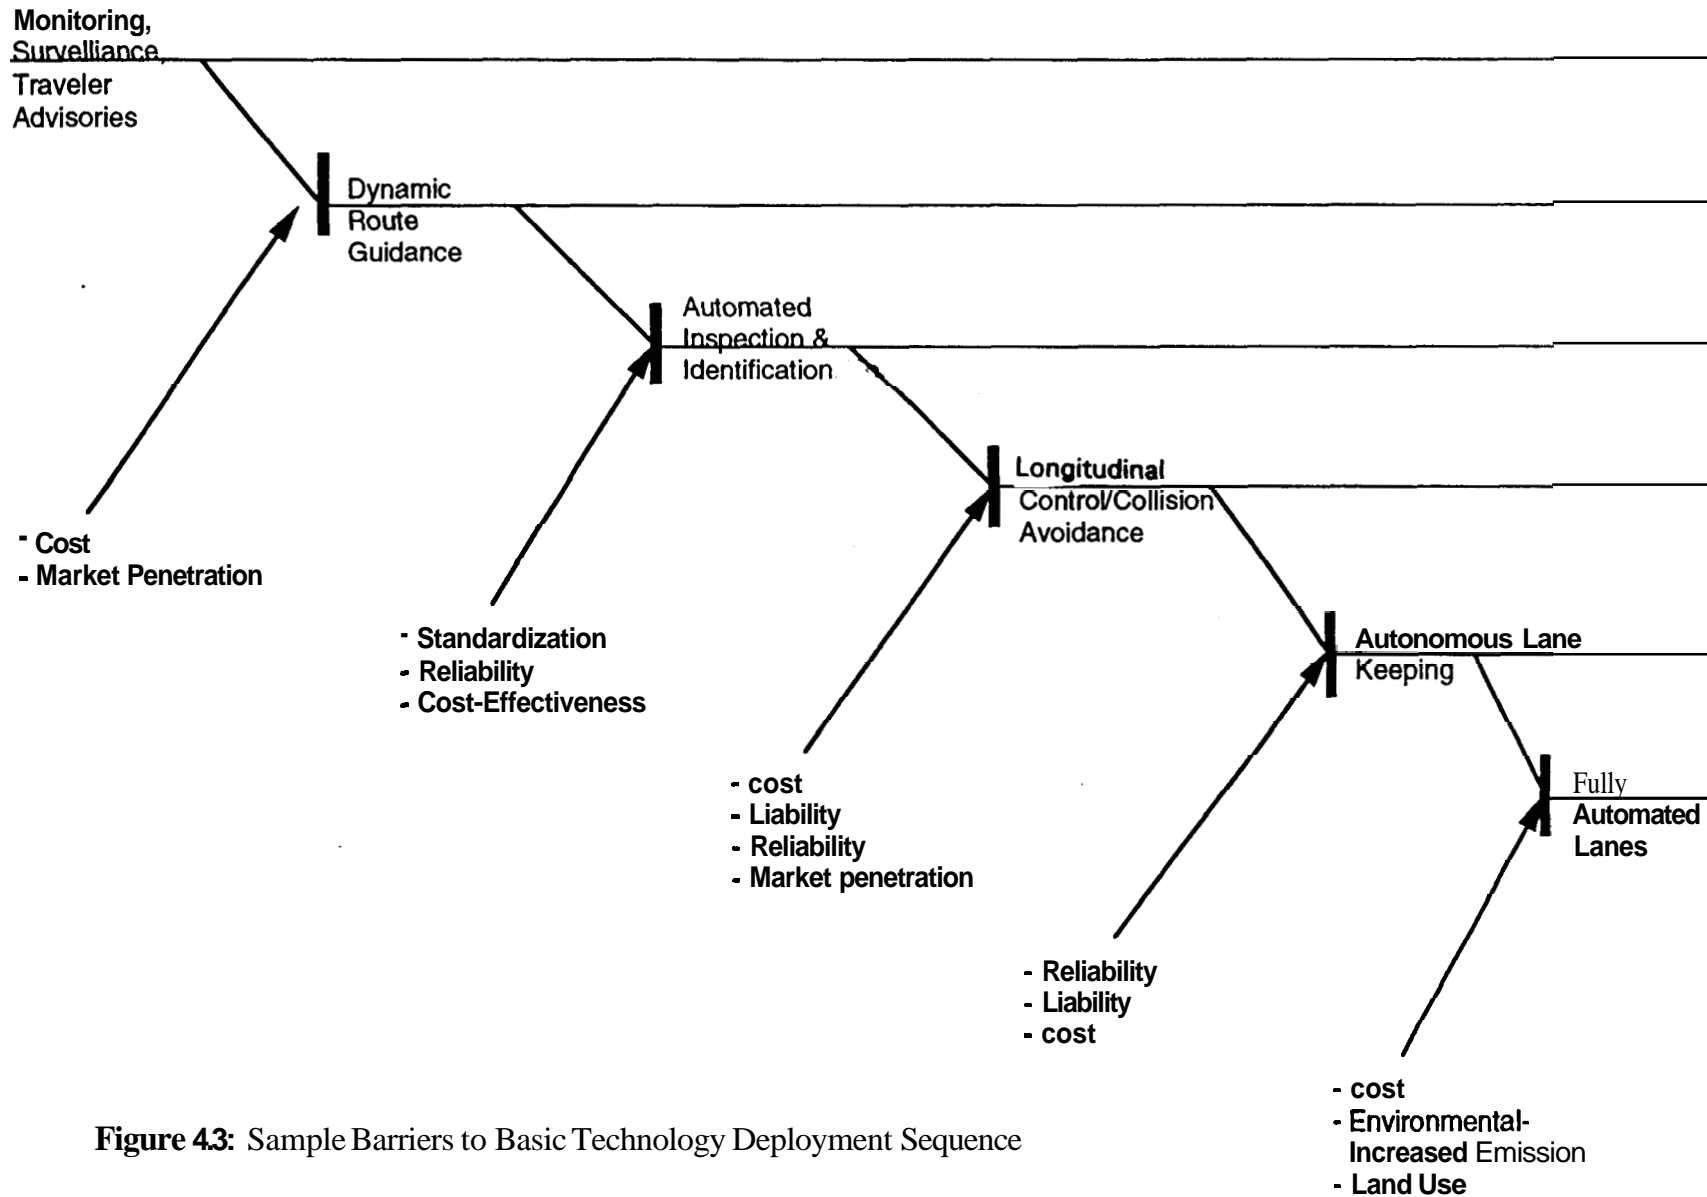 Monitoring,
Survelliance,
Traveler
Advisories
Dynamic
Route
Guidance
Automated
Inspection &
Identification
Longitudinal
Control/Collision
Avoidance
- Cost
- Market Penetration
- Standardization
- Reliability
- Cost-Effectiveness
Autonomous Lane
Keeping
- cost
- Liability
- Reliability
- Market penetration
Fully
Automated
Lanes
- Reliability
- Liability
- cost
- cost
- Environmental-
Increased Emission
- Land Use
Figure 4.3: Sample Barriers to Basic Technology Deployment Sequence